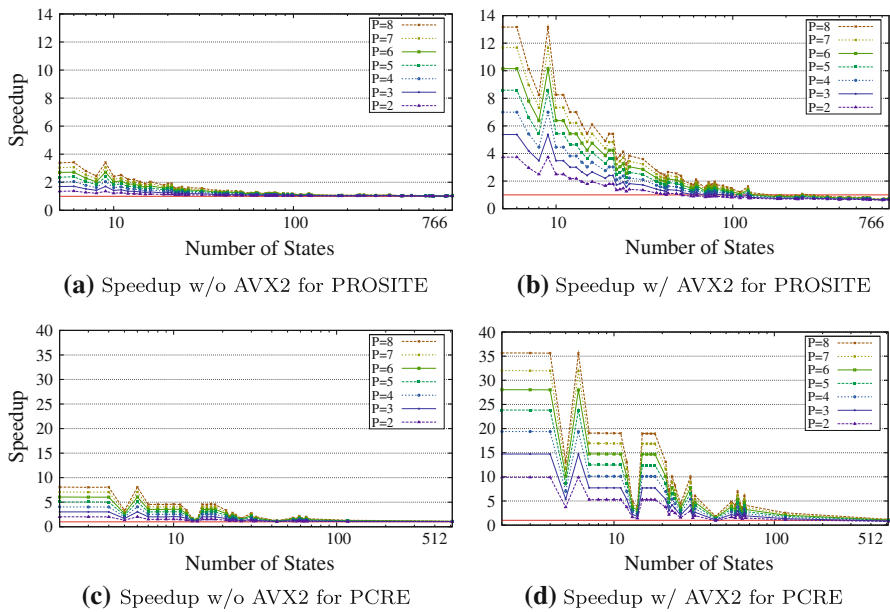 14
12
10
8
6
4
2
0
Speedup
P=8
P=7
P=6
P=5
P=4
P=3
P=2
10
100
766
Number of States
(a) Speedup w/o AVX2 for PROSITE
14
12
10
8
6
4
2
0
P=8
P=7
P=6
P=5
P=4
P=3
P=2
10
100
766
Number of States
(b) Speedup w/ AVX2 for PROSITE
40
35
30
25
20
15
10
5
0
Speedup
P=8
P=7
P=6
P=5
P=4
P=3
P=2
10
100
512
Number of States
(c) Speedup w/o AVX2 for PCRE
40
35
30
25
20
15
10
5
0
P=8
P=7
P=6
P=5
P=4
P=3
P=2
10
100
512
Number of States
(d) Speedup w/ AVX2 for PCRE